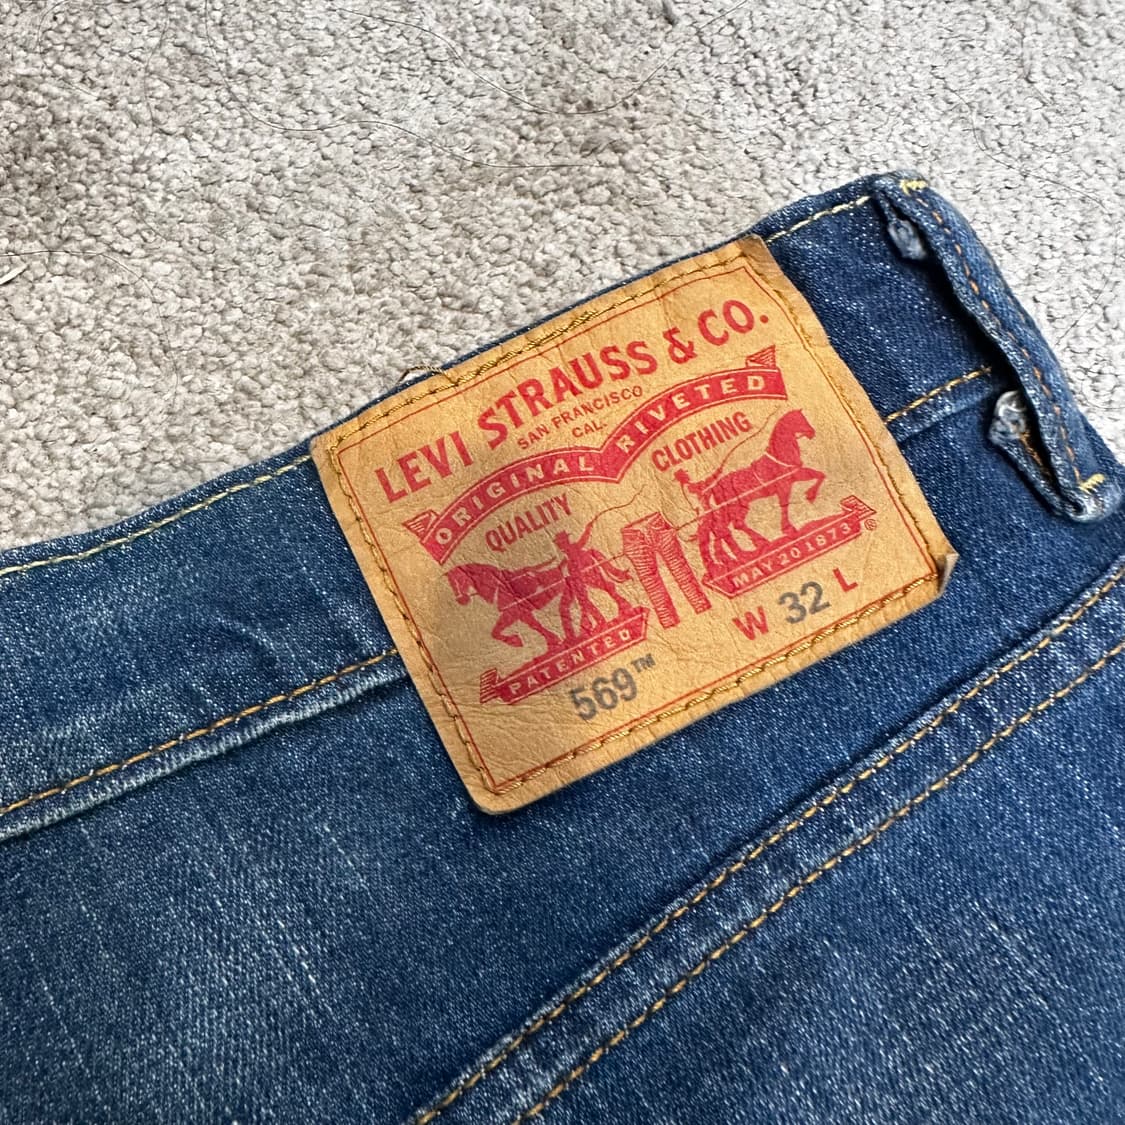 LEVI STRAUSS & CO.
SAN FRANCISCO
CAL.
ORIGINAL RIVETED
QUALITY CLOTHING
PATENTED MAY 20 1873 ®
569™ W 32 L